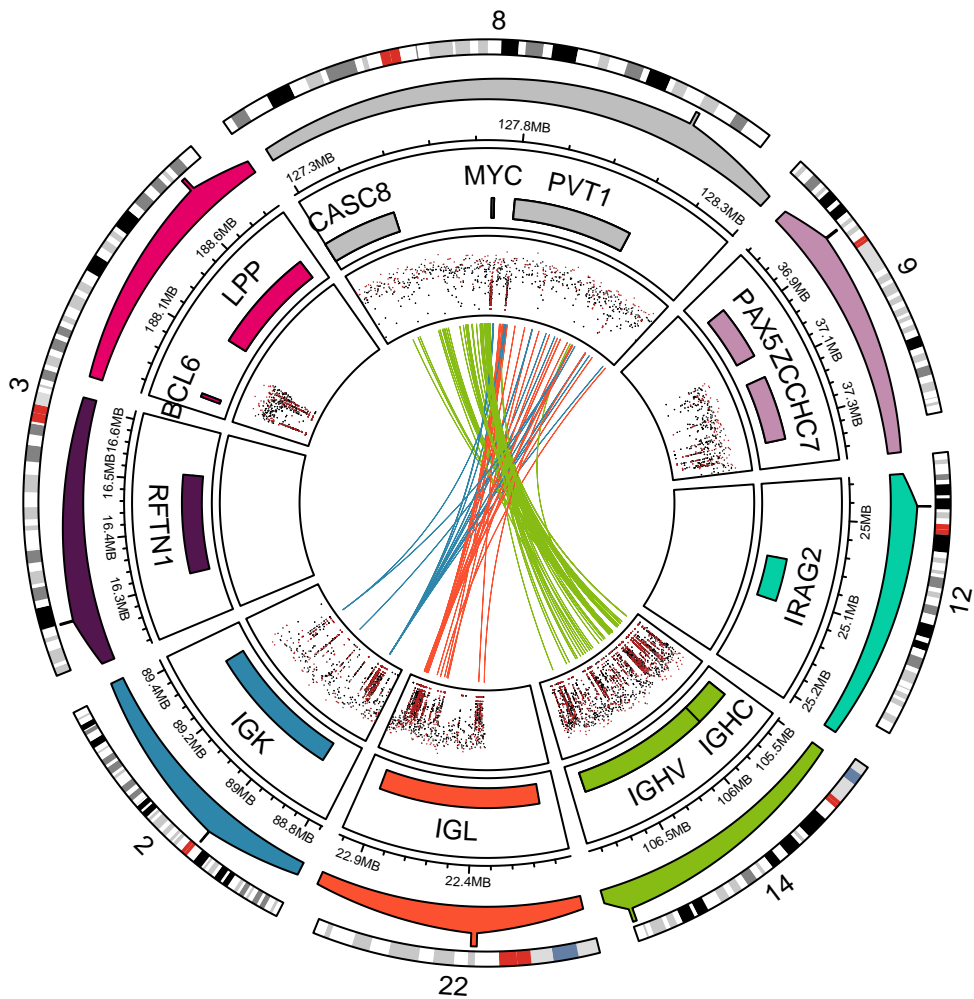 8
127.3MB
127.8MB
128.3MB
CASC8
MYC
PVT1
9
36.9MB
37.1MB
37.3MB
PAX5
ZCCHC7
12
25MB
25.1MB
25.2MB
IRAG2
14
105.5MB
106MB
106.5MB
IGHC
IGHV
22
22.4MB
22.9MB
IGL
2
88.8MB
89MB
89.2MB
89.4MB
IGK
3
16.3MB
16.4MB
16.5MB
16.6MB
RFTN1
188.1MB
188.6MB
BCL6
LPP